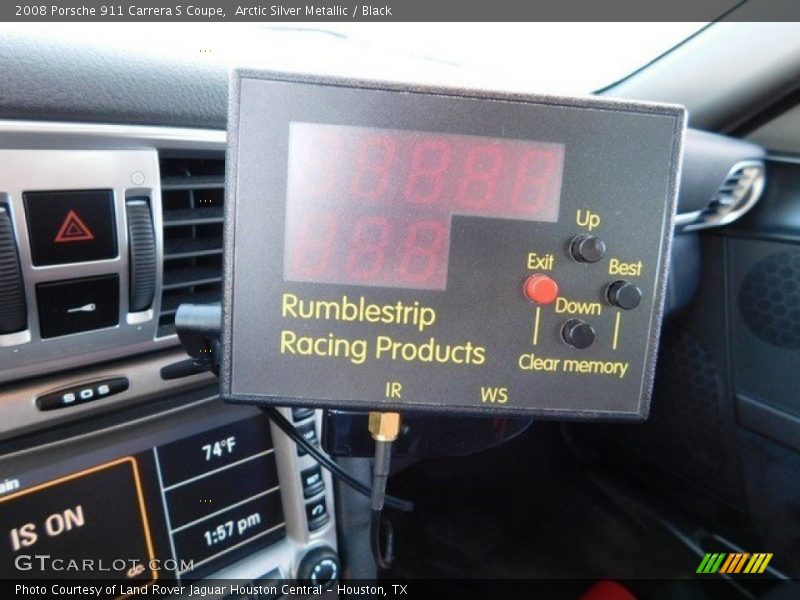 2008 Porsche 911 Carrera S Coupe,  Arctic Silver Metallic / Black
Up
Exit
Best
Down
Clear memory
Rumblestrip
Racing Products
IR
WS
SOS
74°F
ain
IS ON
1:57 pm
SET
GTCARLOT.COM
Photo Courtesy of Land Rover Jaguar Houston Central - Houston, TX